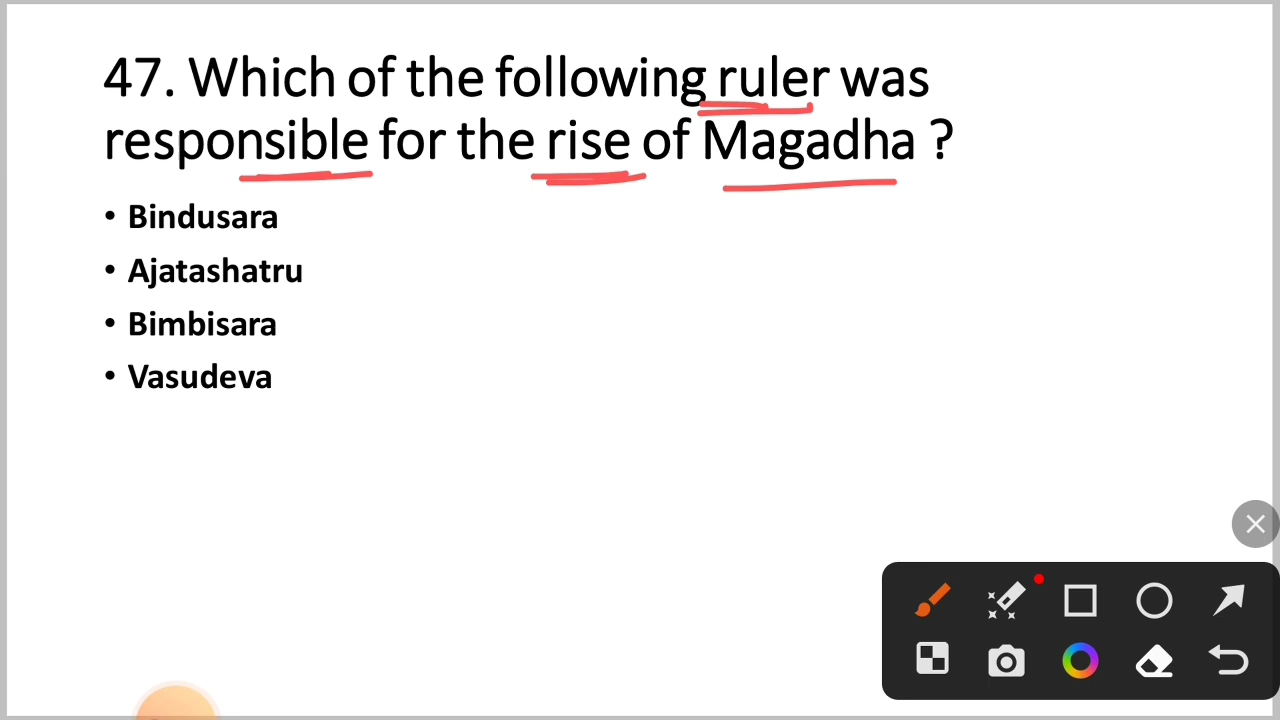 47. Which of the following ruler was
responsible for the rise of Magadha ?
• Bindusara
• Ajatashatru
• Bimbisara
• Vasudeva